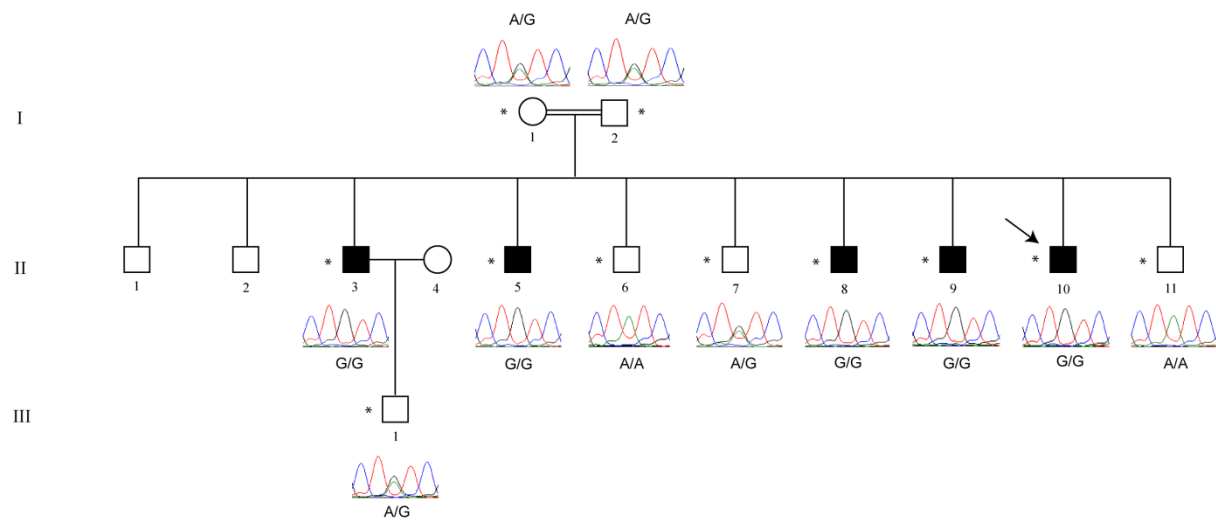 A/G A/G
I
* *
1 2
II
* * * * * * * *
1 2 3 4 5 6 7 8 9 10 11
G/G G/G A/A A/G G/G G/G G/G A/A
III
*
1
A/G